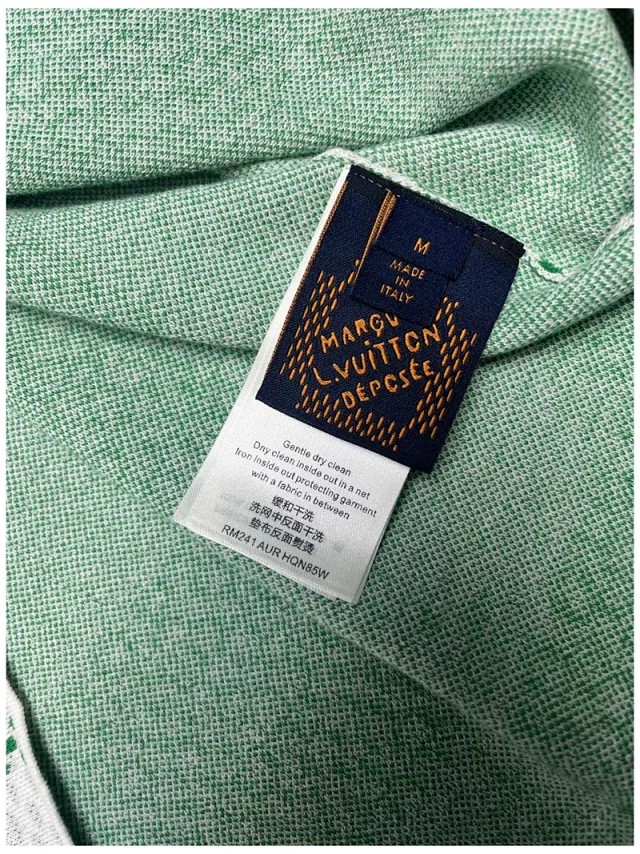 M
MADE
IN
ITALY
MARQU
L.VUITTON
DÉPOSÉE
Gentle dry clean
Dny clean inside out in a net
Iron Inside out protecting garment
with a fabric in between
缓和干洗
洗网中反面干洗
垫布反面熨烫
RM241 AUR HQN85W